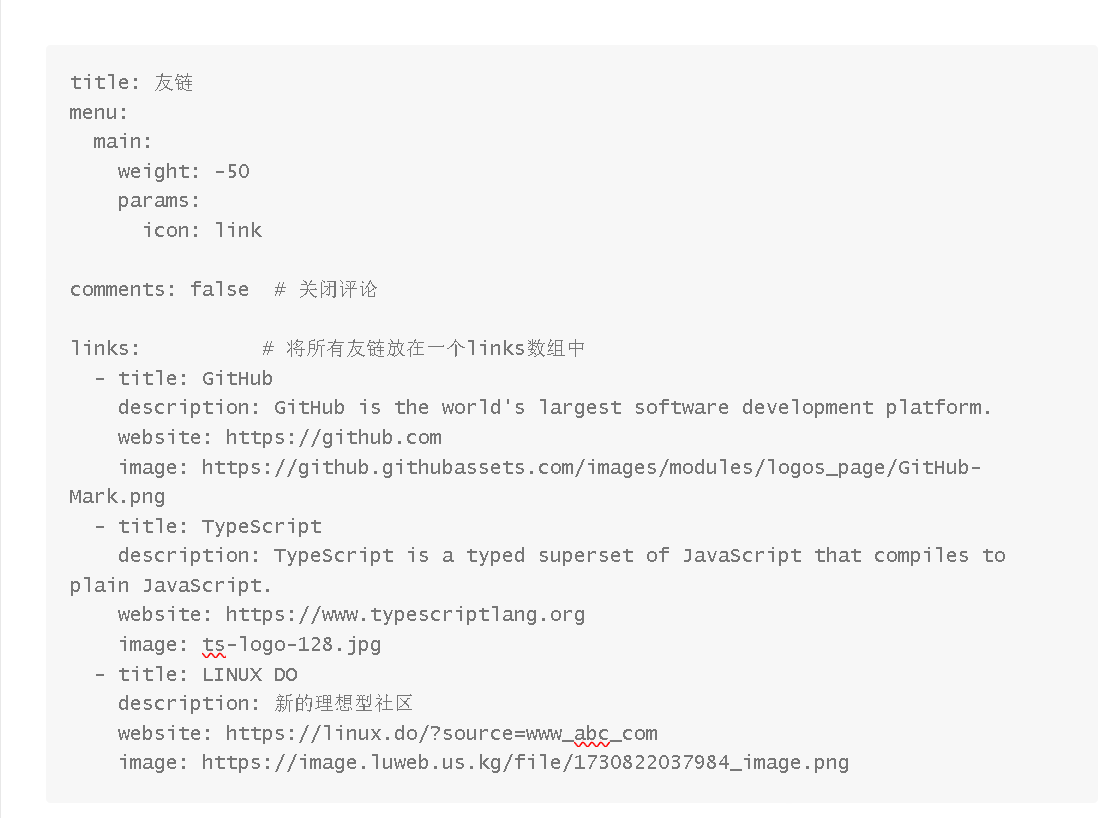 title: 友链
menu:
  main:
    weight: -50
    params:
      icon: link

comments: false  # 关闭评论

links:          # 将所有友链放在一个links数组中
  - title: GitHub
    description: GitHub is the world's largest software development platform.
    website: https://github.com
    image: https://github.githubassets.com/images/modules/logos_page/GitHub-
Mark.png
  - title: TypeScript
    description: TypeScript is a typed superset of JavaScript that compiles to
plain JavaScript.
    website: https://www.typescriptlang.org
    image: ts-logo-128.jpg
  - title: LINUX DO
    description: 新的理想型社区
    website: https://linux.do/?source=www_abc_com
    image: https://image.luweb.us.kg/file/1730822037984_image.png